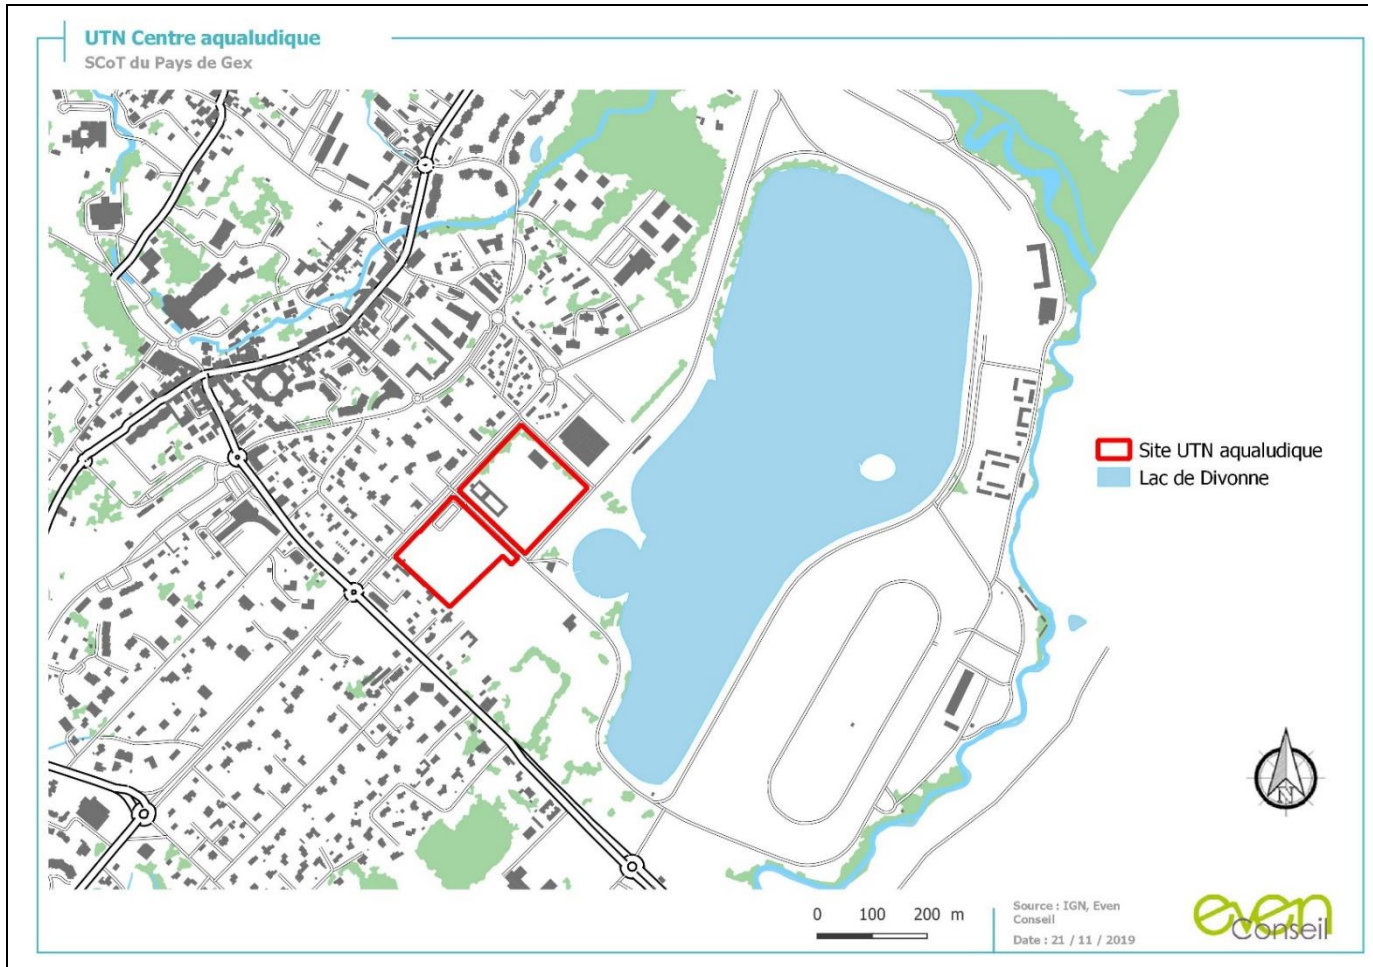 UTN Centre aqualudique
SCoT du Pays de Gex
Site UTN aqualudique
Lac de Divonne
N
0 100 200 m
Source : IGN, Even
Conseil
Date : 21 / 11 / 2019
even
Conseil